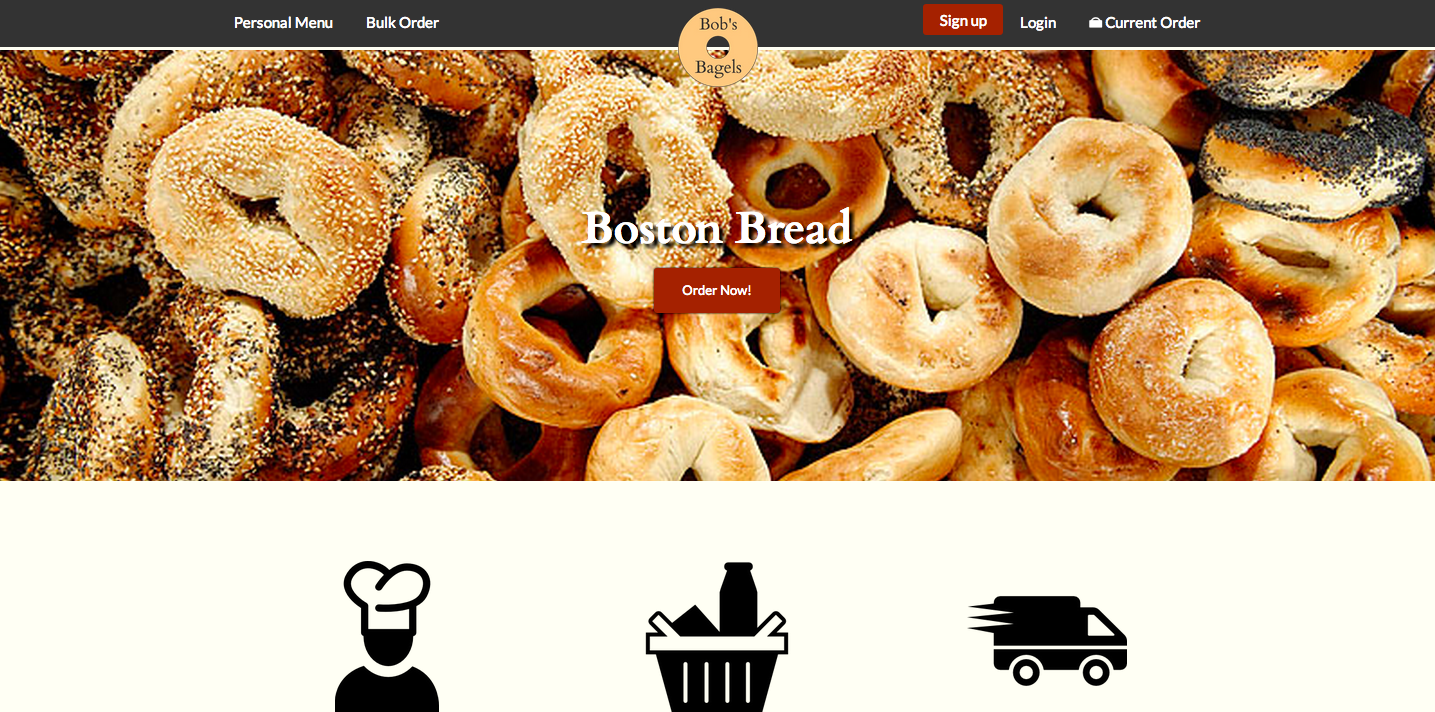 Personal Menu
Bulk Order
Bob's
Bagels
Sign up
Login
Current Order
Boston Bread
Order Now!